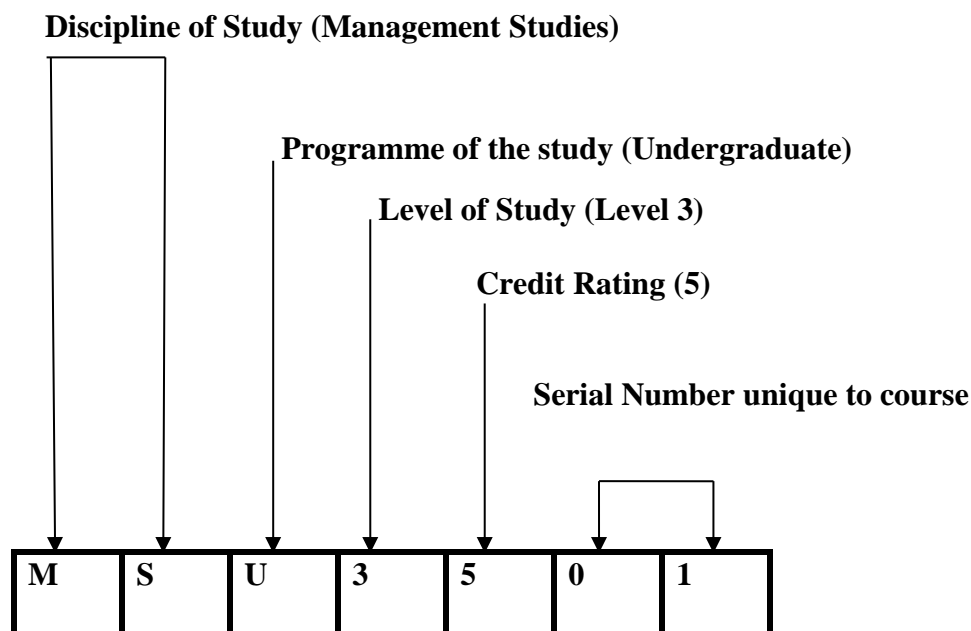 Discipline of Study (Management Studies)
Programme of the study (Undergraduate)
Level of Study (Level 3)
Credit Rating (5)
Serial Number unique to course
M S U 3 5 0 1